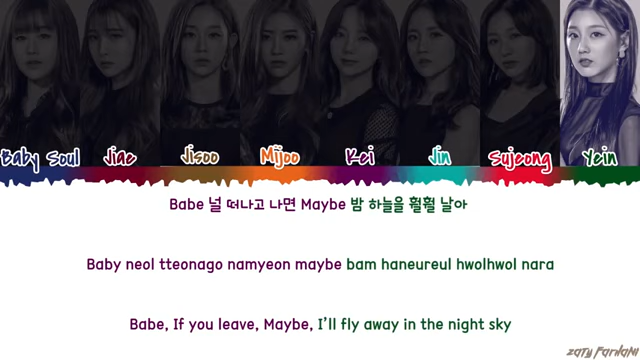 Baby Soul Jiae Jisoo Mijoo Kei Jin Sujeong Yein
Babe 널 떠나고 나면 Maybe 밤 하늘을 훨훨 날아
Baby neol tteonago namyeon maybe bam haneureul hwolhwol nara
Babe, If you leave, Maybe, I'll fly away in the night sky
Zaty Farhani